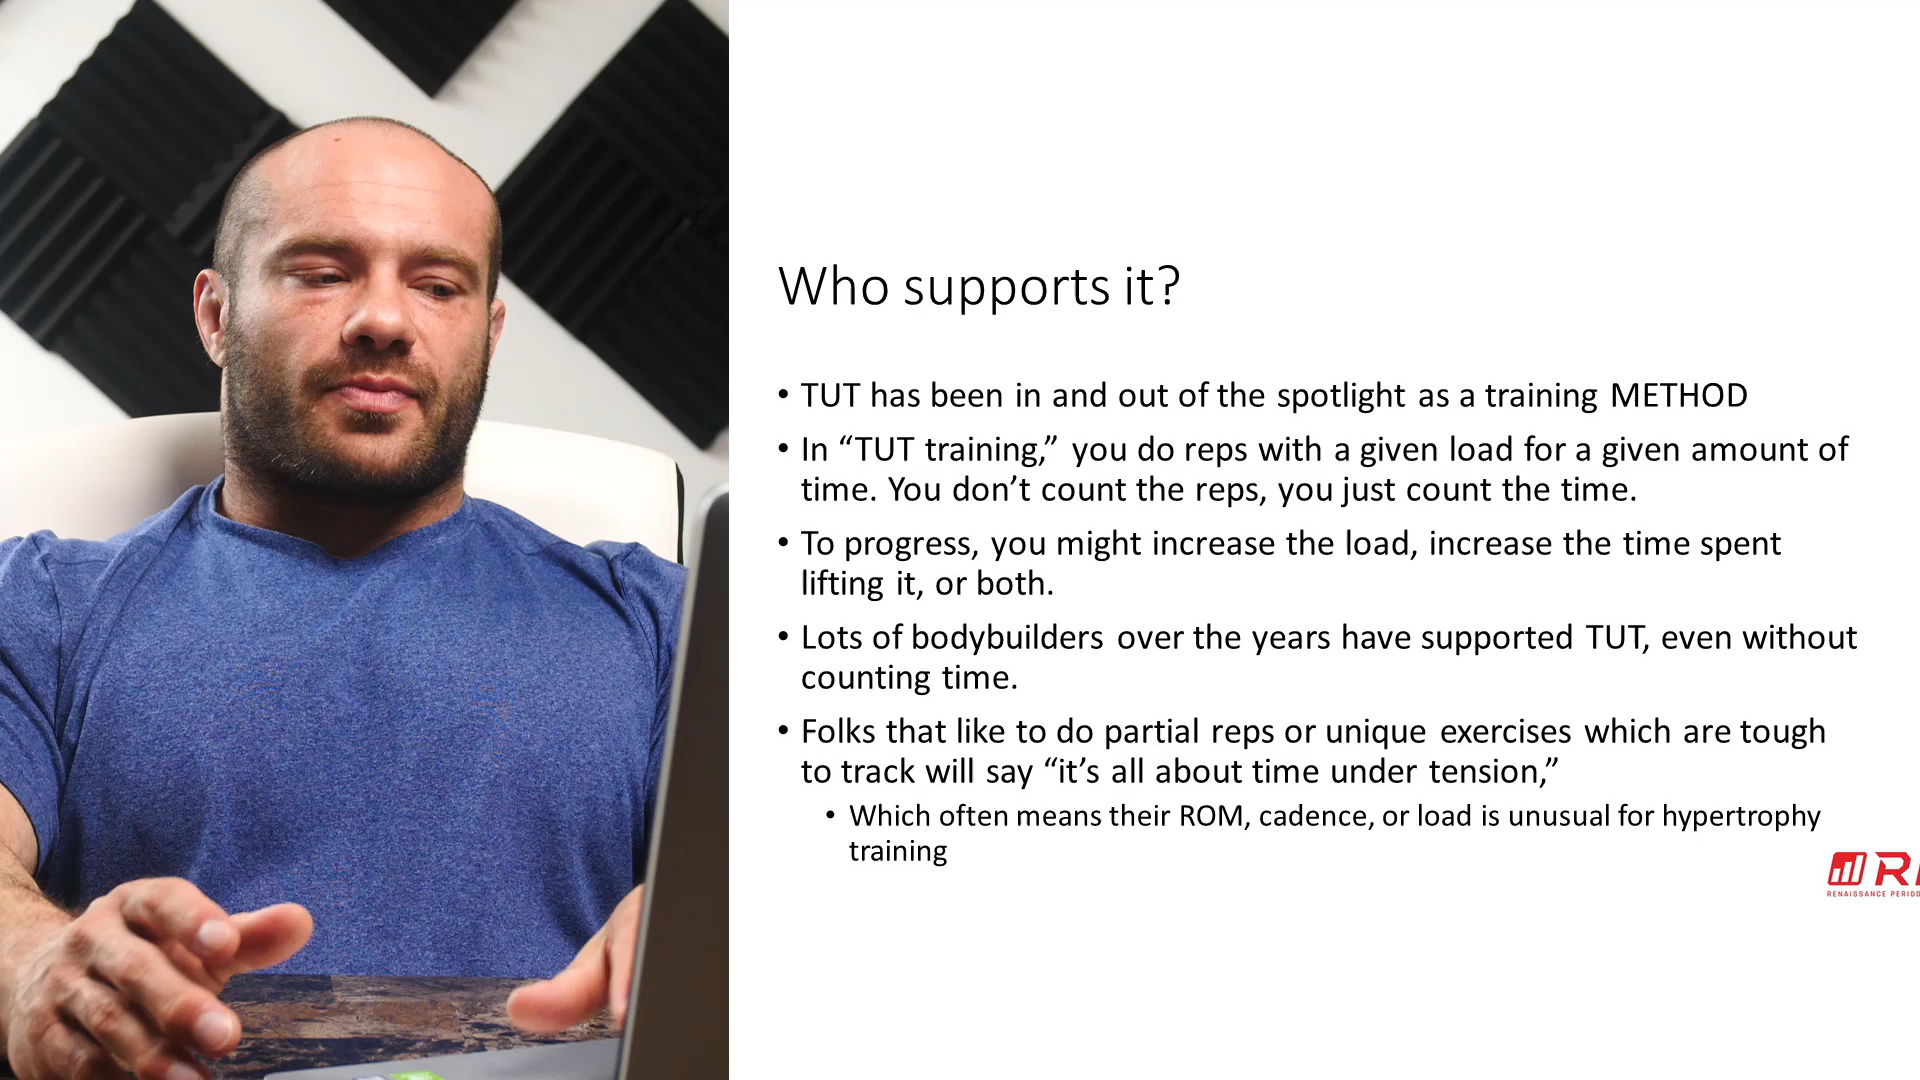 Who supports it?
• TUT has been in and out of the spotlight as a training METHOD
• In “TUT training,” you do reps with a given load for a given amount of
time. You don’t count the reps, you just count the time.
• To progress, you might increase the load, increase the time spent
lifting it, or both.
• Lots of bodybuilders over the years have supported TUT, even without
counting time.
• Folks that like to do partial reps or unique exercises which are tough
to track will say “it’s all about time under tension,”
• Which often means their ROM, cadence, or load is unusual for hypertrophy
training
RENAISSANCE